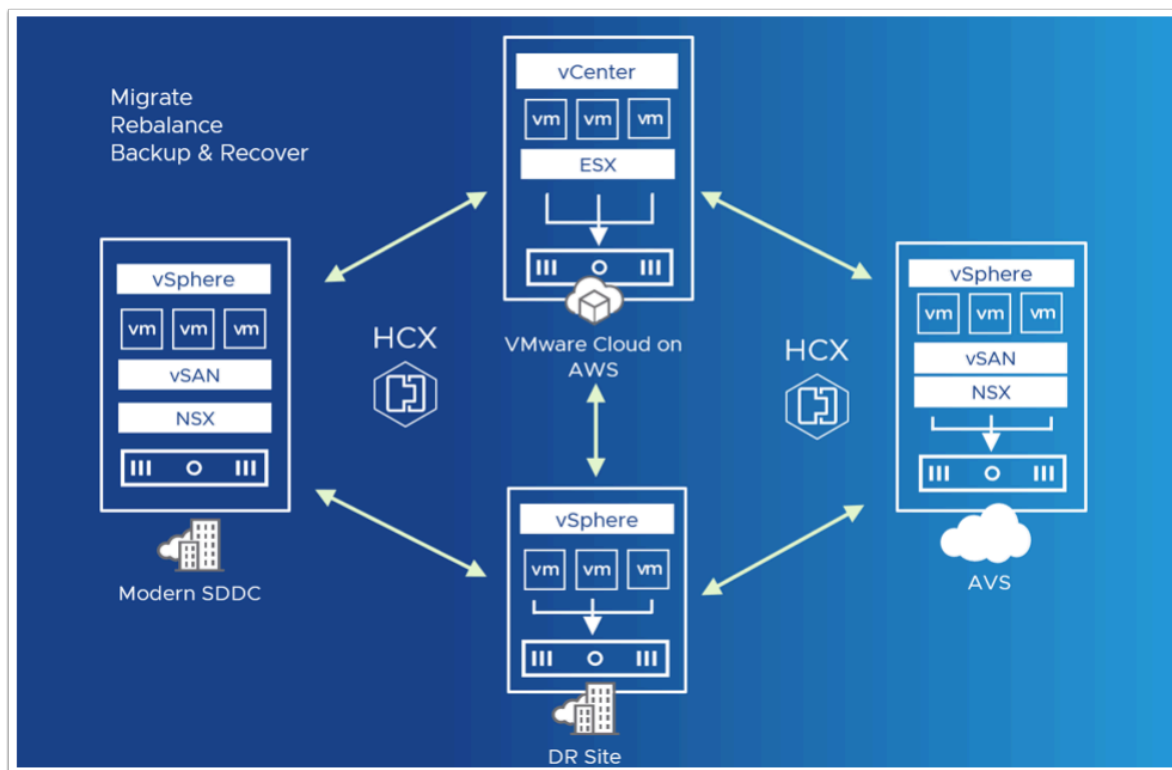 Migrate
Rebalance
Backup & Recover
vCenter
vm vm vm
ESX
VMware Cloud on
AWS
vSphere
vm vm vm
vSAN
NSX
Modern SDDC
HCX
HCX
vSphere
vm vm vm
vSAN
NSX
AVS
vSphere
vm vm vm
DR Site